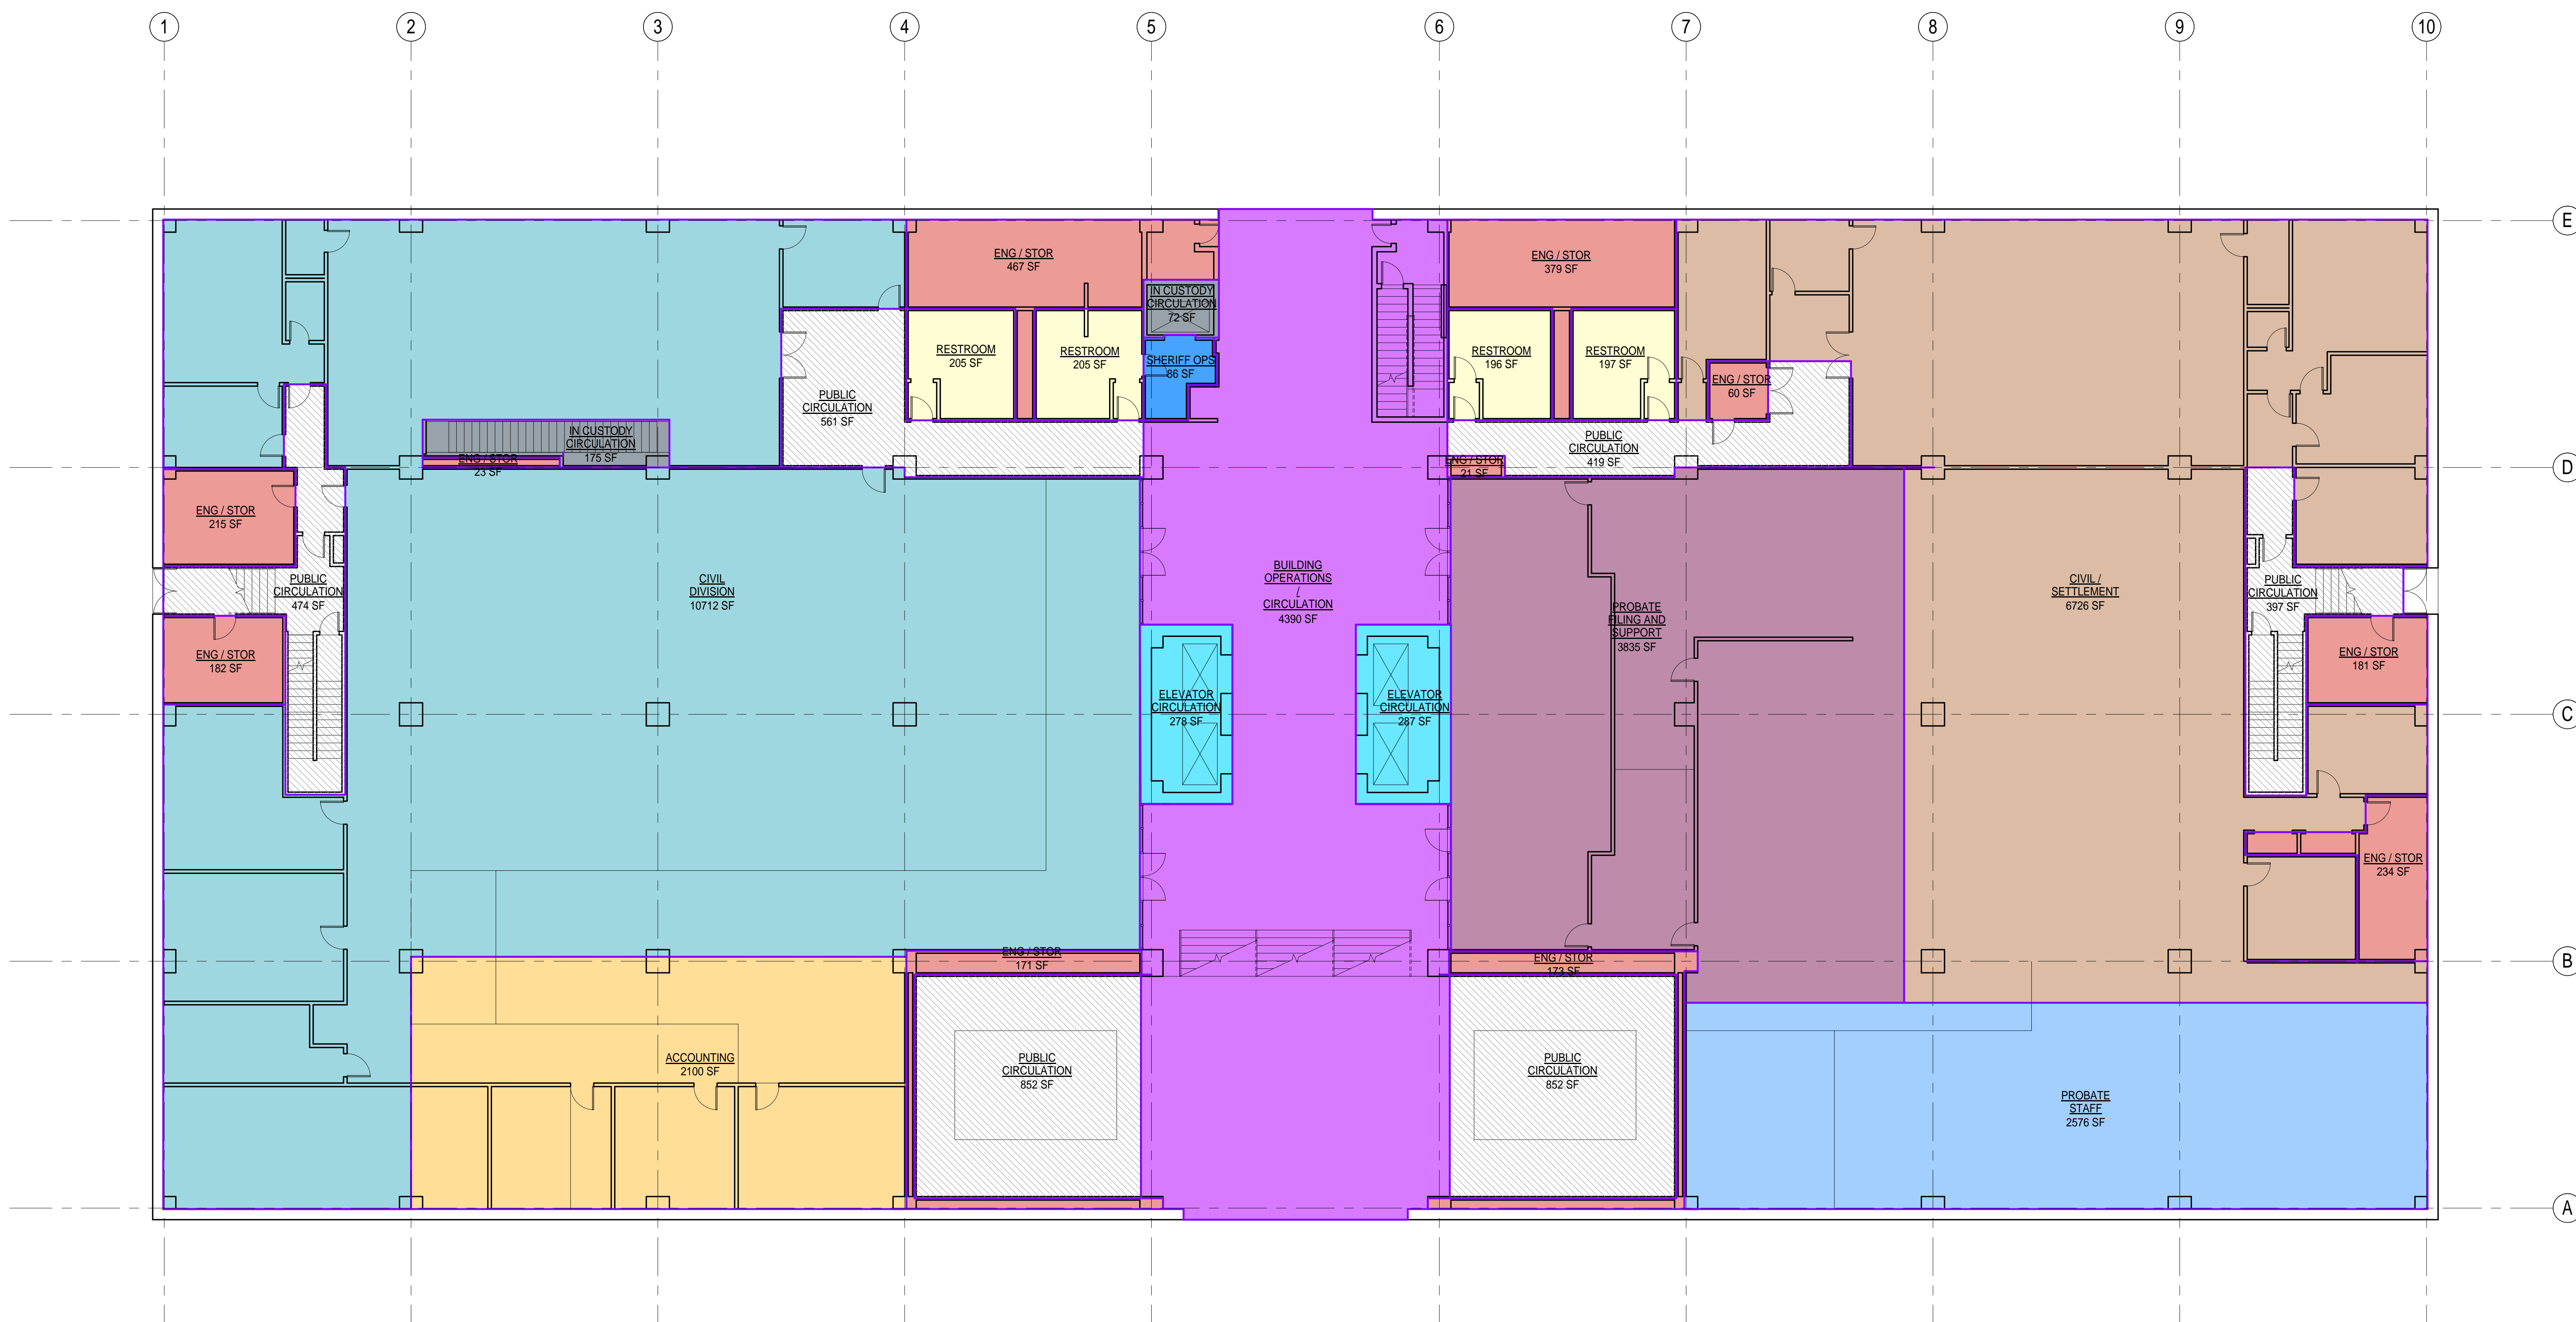 1
2
3
4
5
6
7
8
9
10
E
ENG / STOR
467 SF
ENG / STOR
379 SF
IN CUSTODY
CIRCULATION
72 SF
RESTROOM
205 SF
RESTROOM
205 SF
SHERIFF OPS
86 SF
RESTROOM
196 SF
RESTROOM
197 SF
ENG / STOR
60 SF
PUBLIC
CIRCULATION
561 SF
IN CUSTODY
CIRCULATION
175 SF
ENG / STOR
23 SF
PUBLIC
CIRCULATION
419 SF
ENG / STOR
21 SF
D
ENG / STOR
215 SF
PUBLIC
CIRCULATION
474 SF
CIVIL
DIVISION
10712 SF
BUILDING
OPERATIONS
/
CIRCULATION
4390 SF
PROBATE
FILING AND
SUPPORT
3835 SF
CIVIL /
SETTLEMENT
6726 SF
PUBLIC
CIRCULATION
397 SF
ENG / STOR
182 SF
ENG / STOR
181 SF
ELEVATOR
CIRCULATION
278 SF
ELEVATOR
CIRCULATION
287 SF
C
ENG / STOR
234 SF
ENG / STOR
171 SF
ENG / STOR
173 SF
B
ACCOUNTING
2100 SF
PUBLIC
CIRCULATION
852 SF
PUBLIC
CIRCULATION
852 SF
PROBATE
STAFF
2576 SF
A